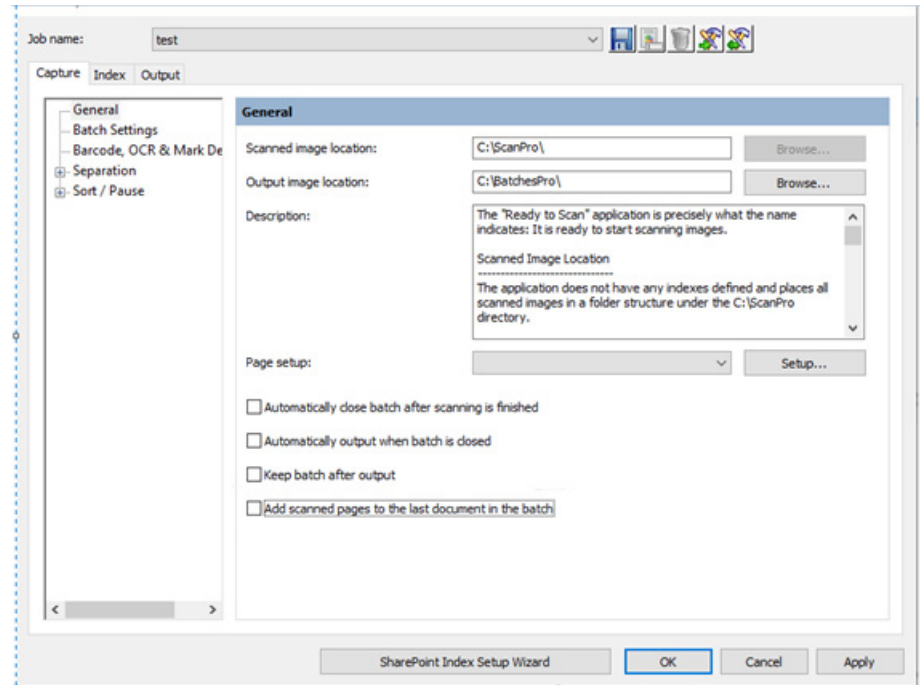 Job name:
test
Capture
Index
Output
General
Batch Settings
Barcode, OCR & Mark De
Separation
Sort / Pause
General
Scanned image location:
C:\ScanPro\
Browse...
Output image location:
C:\BatchesPro\
Browse...
Description:
The "Ready to Scan" application is precisely what the name
indicates: It is ready to start scanning images.
Scanned Image Location
------------------------------
The application does not have any indexes defined and places all
scanned images in a folder structure under the C:\ScanPro
directory.
Page setup:
Setup...
Automatically close batch after scanning is finished
Automatically output when batch is closed
Keep batch after output
Add scanned pages to the last document in the batch
SharePoint Index Setup Wizard
OK
Cancel
Apply